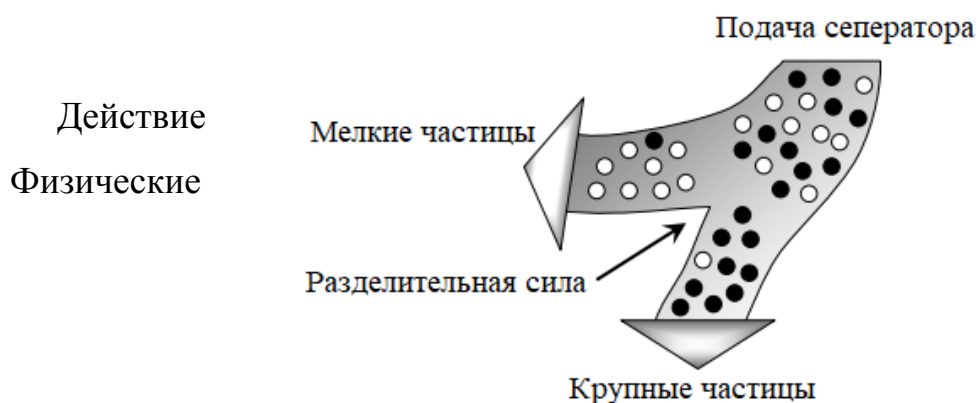 Подача сеператора
Действие
Мелкие частицы
Физические
Разделительная сила
Крупные частицы